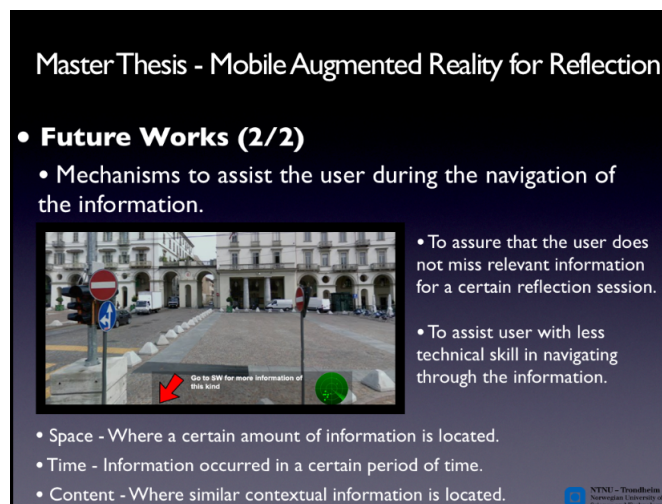 Master Thesis - Mobile Augmented Reality for Reflection
• Future Works (2/2)
• Mechanisms to assist the user during the navigation of
the information.
• To assure that the user does
not miss relevant information
for a certain reflection session.
• To assist user with less
technical skill in navigating
through the information.
Go to SW for more information of
this kind
• Space - Where a certain amount of information is located.
• Time - Information occurred in a certain period of time.
• Content - Where similar contextual information is located.
NTNU – Trondheim
Norwegian University of